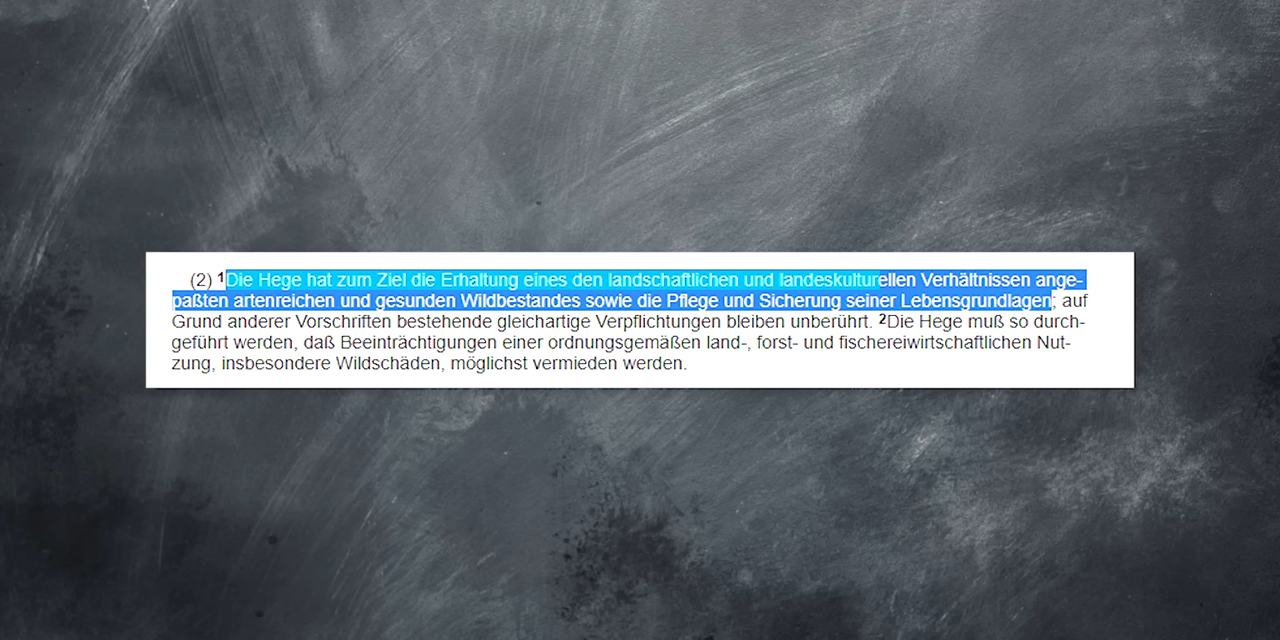 (2) ¹Die Hege hat zum Ziel die Erhaltung eines den landschaftlichen und landeskulturellen Verhältnissen ange-
paßten artenreichen und gesunden Wildbestandes sowie die Pflege und Sicherung seiner Lebensgrundlagen; auf
Grund anderer Vorschriften bestehende gleichartige Verpflichtungen bleiben unberührt. ²Die Hege muß so durch-
geführt werden, daß Beeinträchtigungen einer ordnungsgemäßen land-, forst- und fischereiwirtschaftlichen Nut-
zung, insbesondere Wildschäden, möglichst vermieden werden.